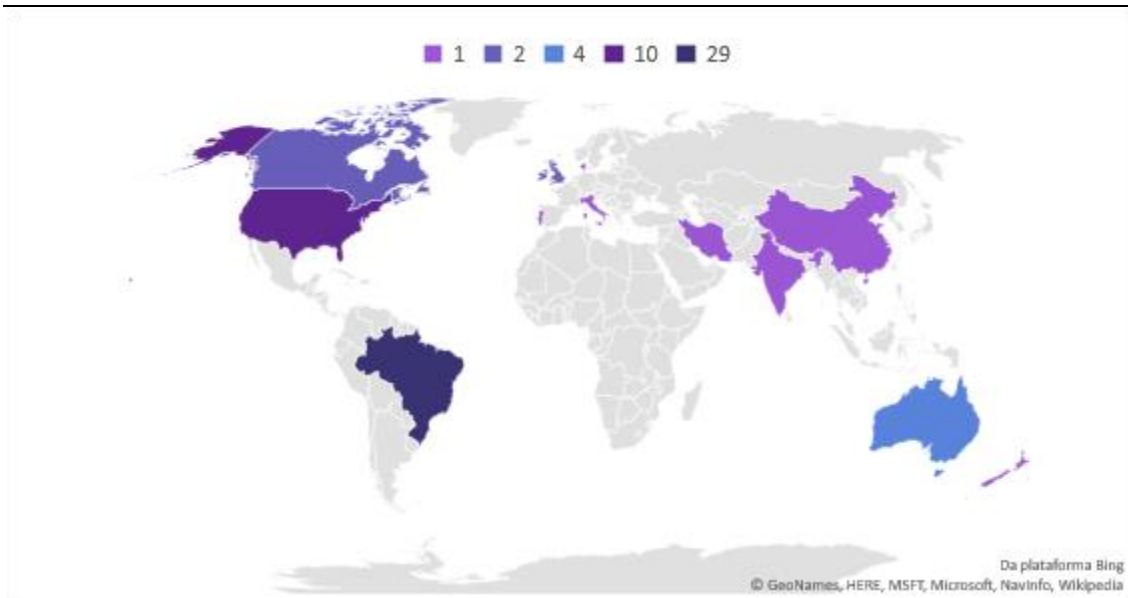 1 2 4 10 29
Da plataforma Bing
© GeoNames, HERE, MSFT, Microsoft, NavInfo, Wikipedia